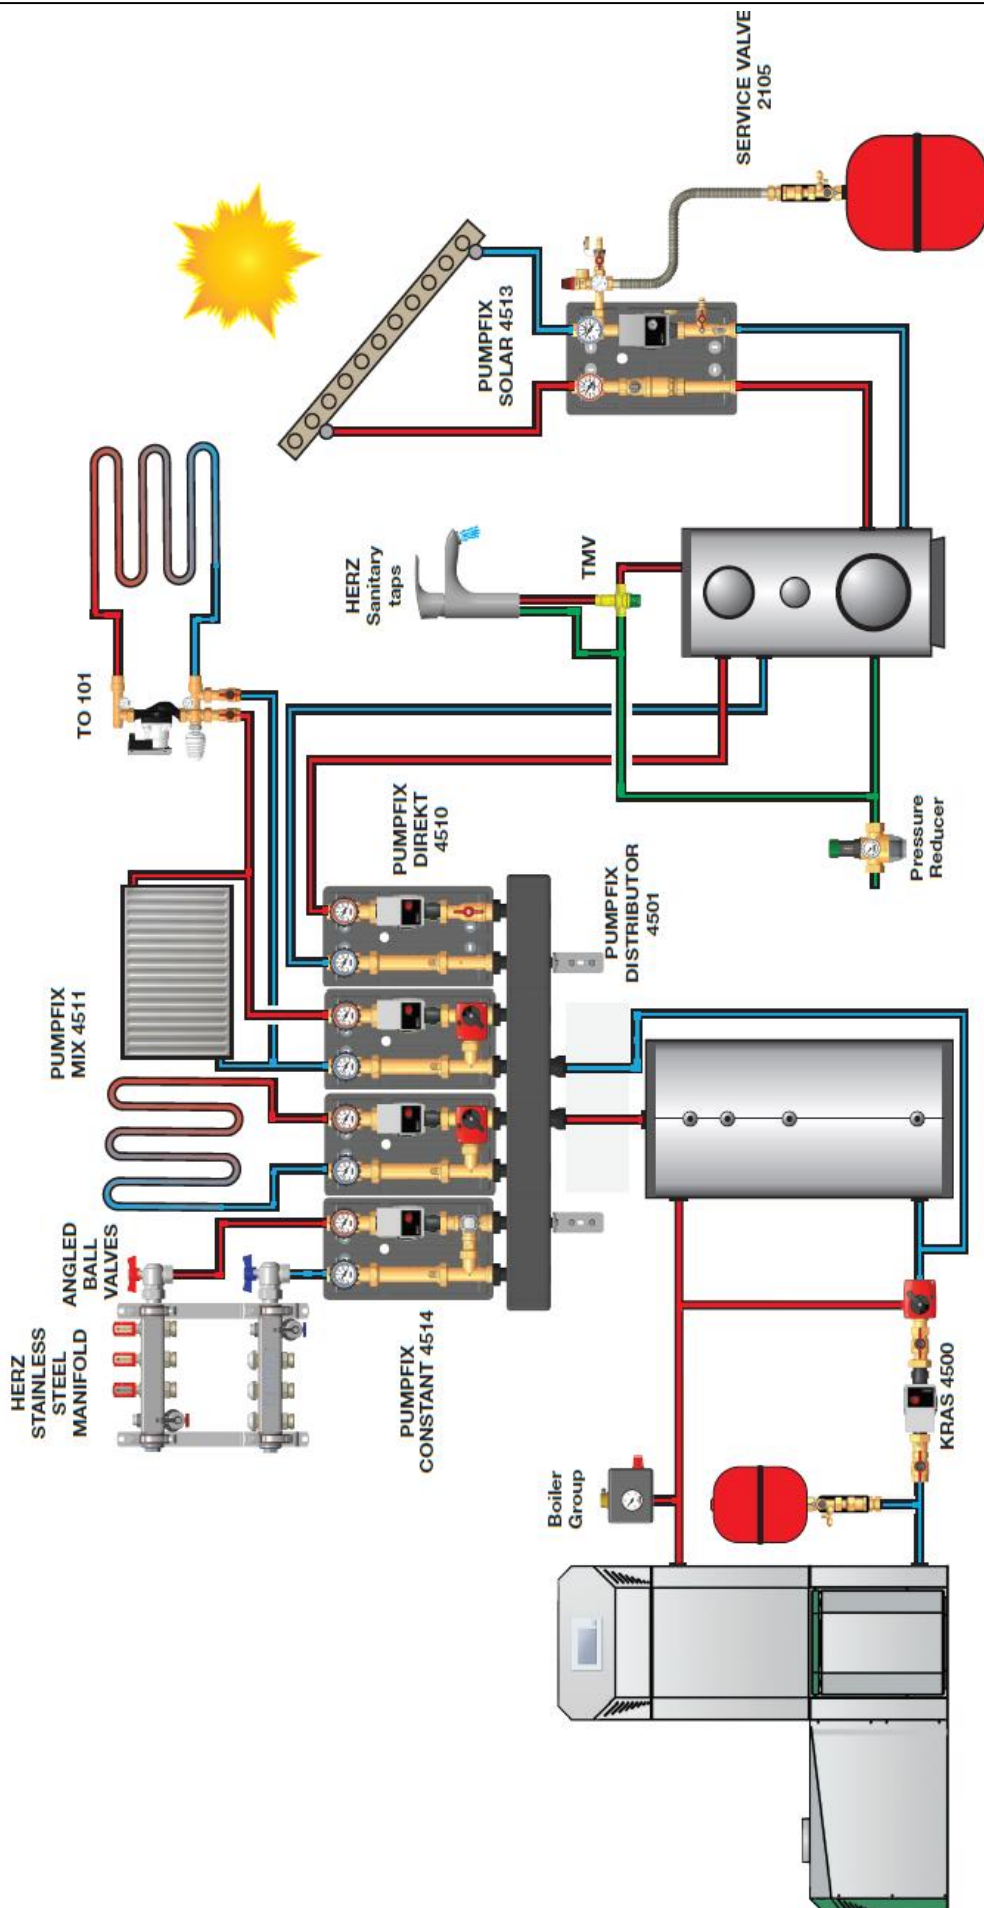 HERZ
STAINLESS
STEEL
MANIFOLD
ANGLED
BALL
VALVES
PUMPFIX
MIX 4511
TO 101
PUMPFIX
CONSTANT 4514
PUMPFIX
DIREKT
4510
HERZ
Sanitary
taps
PUMPFIX
SOLAR 4513
SERVICE VALVE
2105
TMV
PUMPFIX
DISTRIBUTOR
4501
Boiler
Group
Pressure
Reducer
KRAS 4500